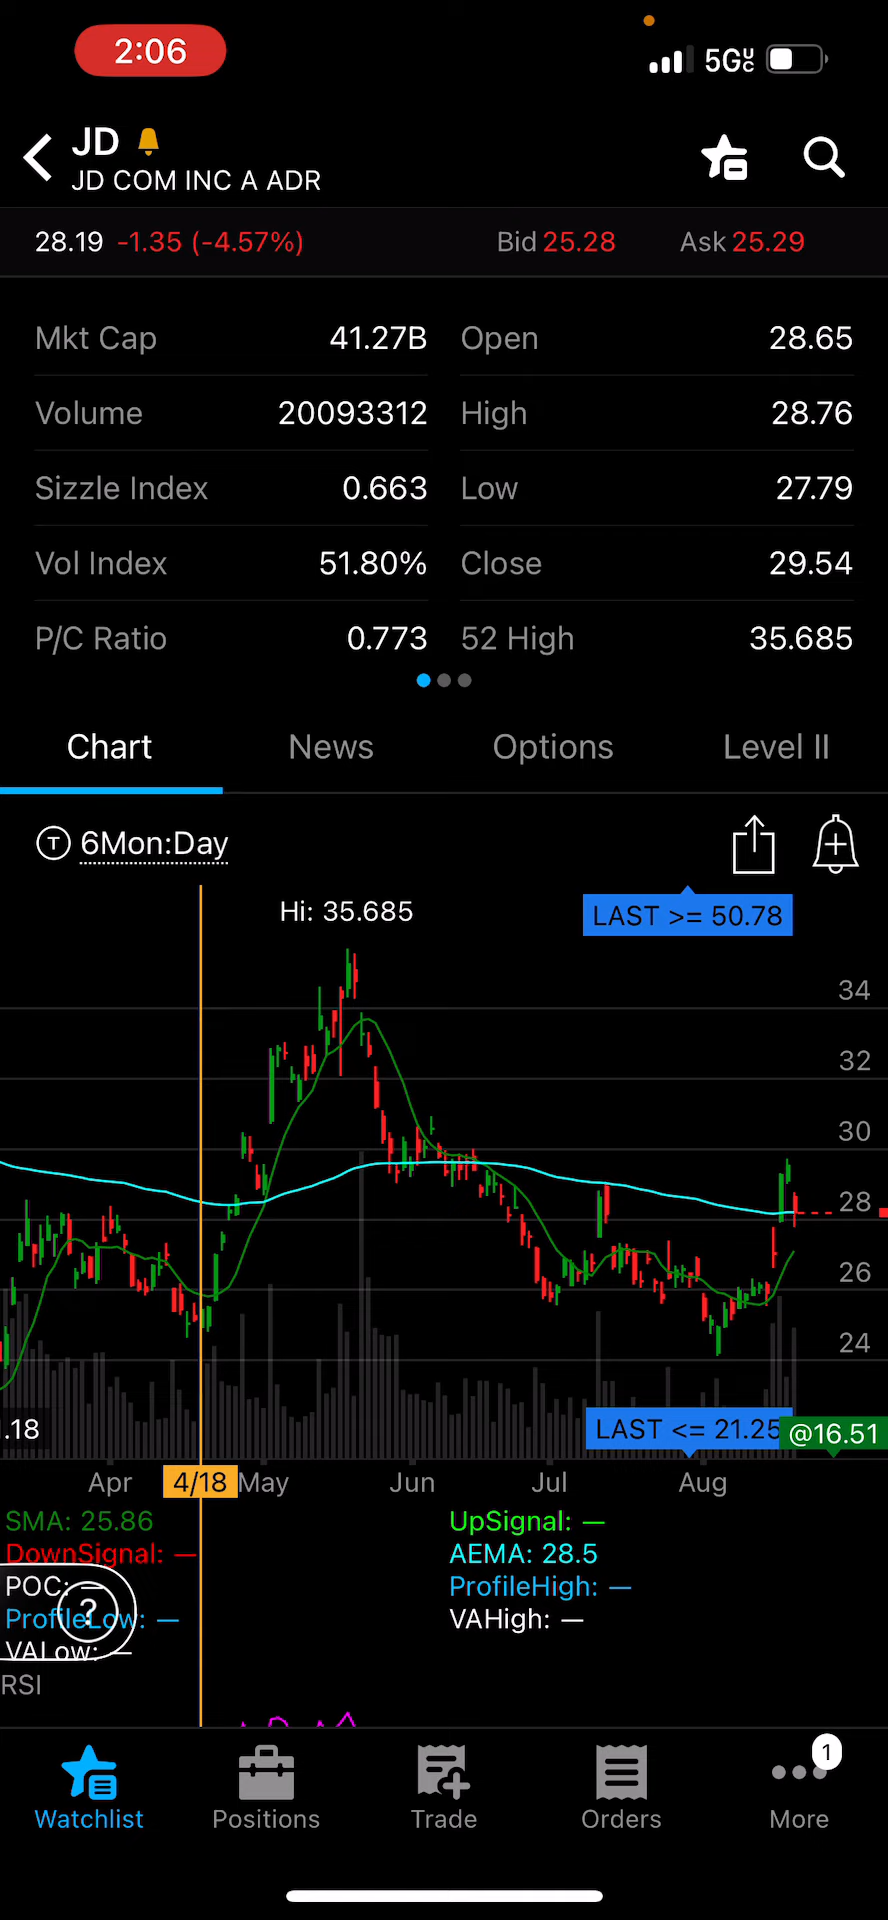 2:06
5GUC
JD
JD COM INC A ADR
28.19 -1.35 (-4.57%) Bid 25.28 Ask 25.29
Mkt Cap 41.27B Open 28.65
Volume 20093312 High 28.76
Sizzle Index 0.663 Low 27.79
Vol Index 51.80% Close 29.54
P/C Ratio 0.773 52 High 35.685
Chart News Options Level II
T 6Mon:Day
Hi: 35.685
LAST >= 50.78
34
32
30
28
26
24
.18
LAST <= 21.25
@16.51
Apr 4/18 May Jun Jul Aug
SMA: 25.86 UpSignal: —
DownSignal: — AEMA: 28.5
POC: — ProfileHigh: —
ProfileLow: — VAHigh: —
?
VALow: —
RSI
1
Watchlist Positions Trade Orders More